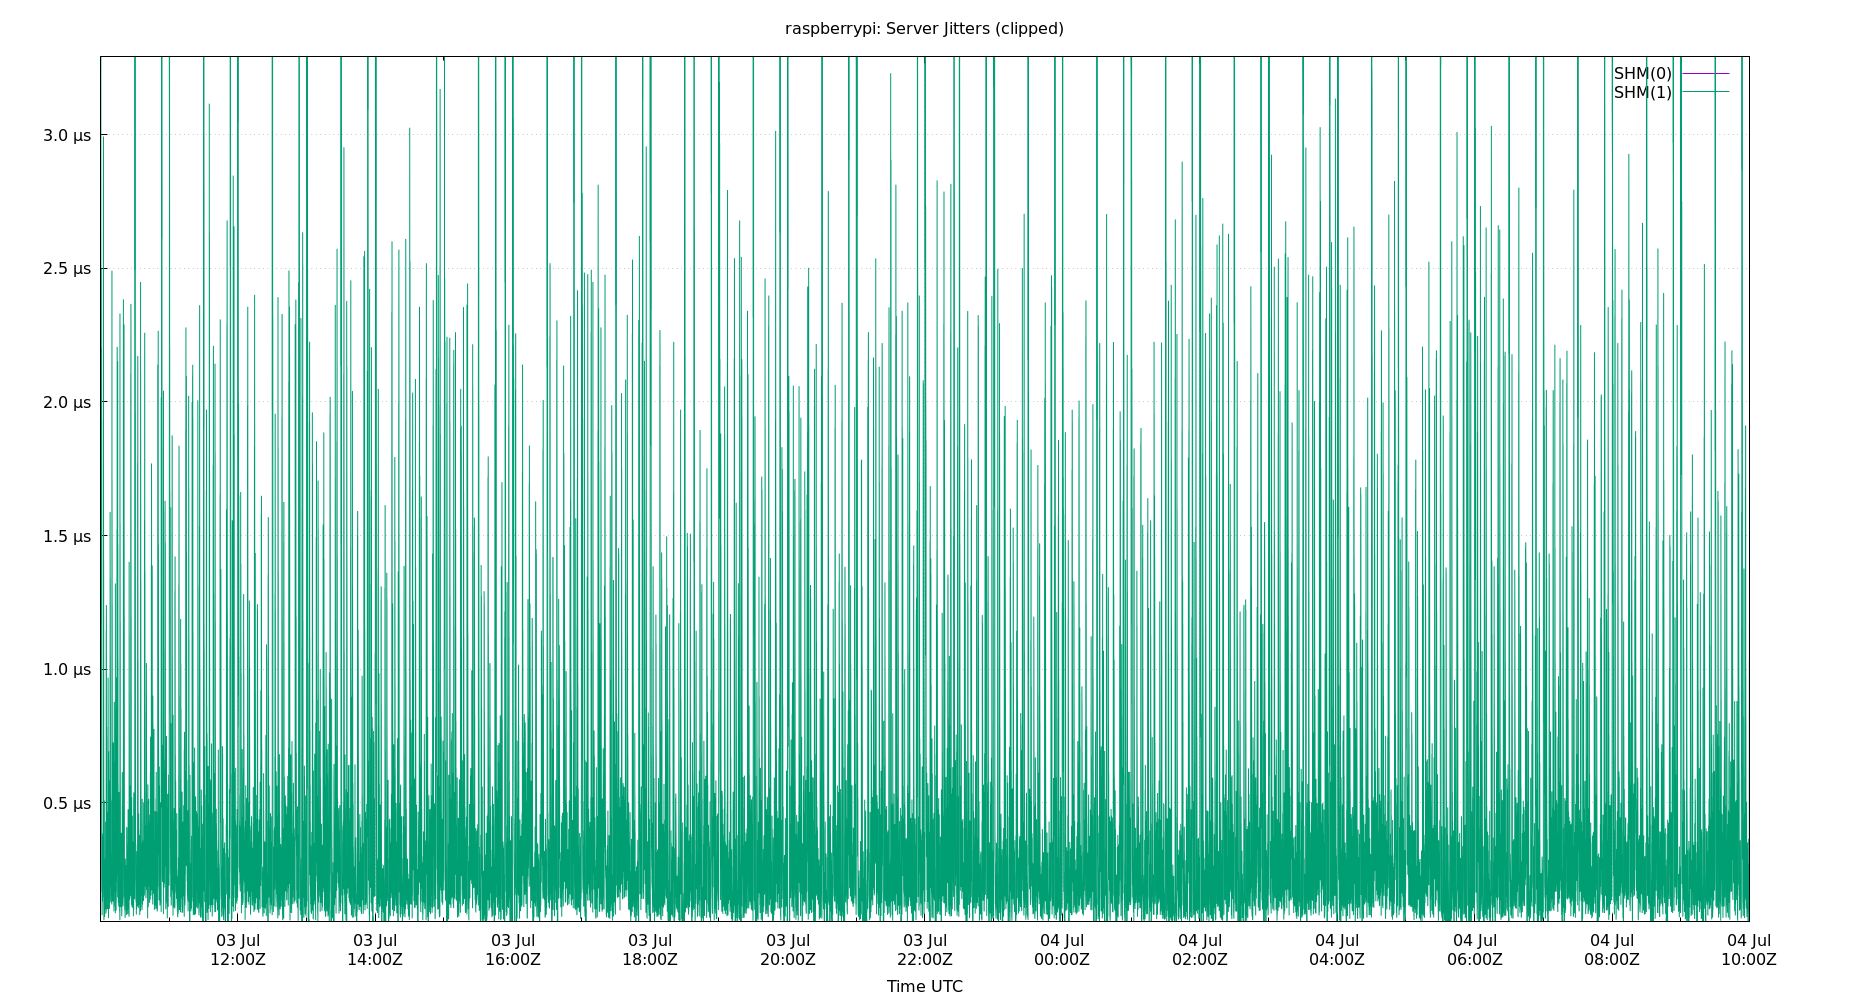 raspberrypi: Server Jitters (clipped)
SHM(0)
SHM(1)
3.0 µs
2.5 µs
2.0 µs
1.5 µs
1.0 µs
0.5 µs
03 Jul 03 Jul 03 Jul 03 Jul 03 Jul 03 Jul 04 Jul 04 Jul 04 Jul 04 Jul 04 Jul 04 Jul
12:00Z 14:00Z 16:00Z 18:00Z 20:00Z 22:00Z 00:00Z 02:00Z 04:00Z 06:00Z 08:00Z 10:00Z
Time UTC